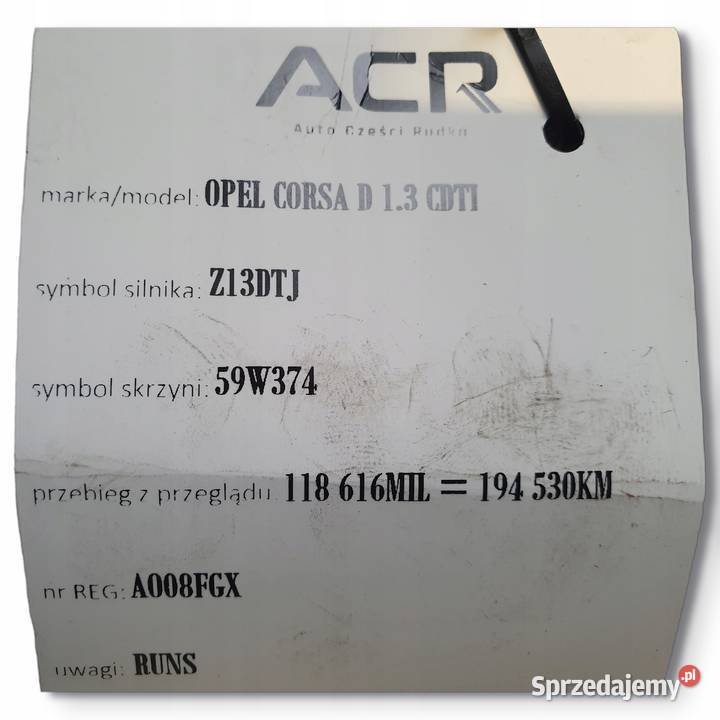 ACR
Auto Części Rudka
marka/model: OPEL CORSA D 1.3 CDTI
symbol silnika: Z13DTJ
symbol skrzyni: 59W374
przebieg z przeglądu: 118 616MIL = 194 530KM
nr REG: A008FGX
uwagi: RUNS
Sprzedajemy.pl